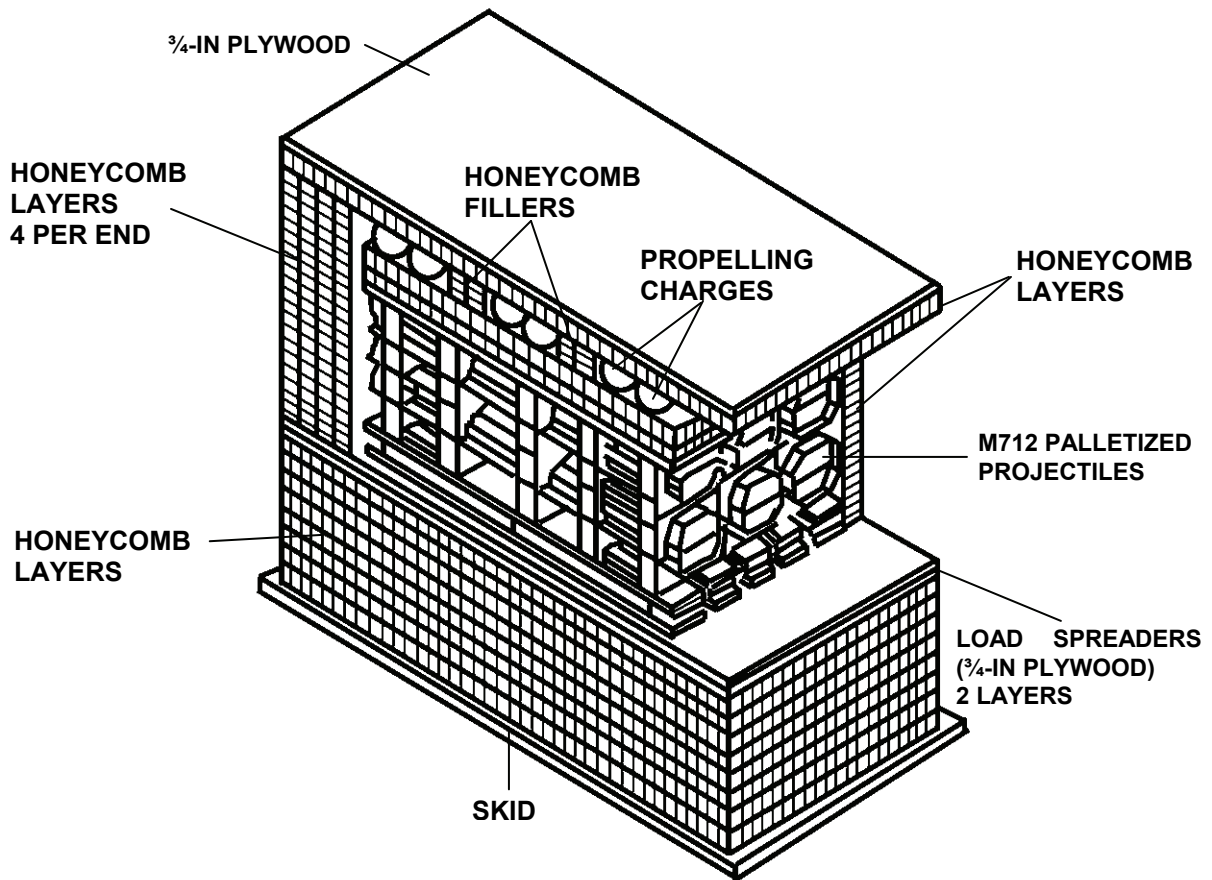 ¾-IN PLYWOOD
HONEYCOMB
LAYERS
4 PER END
HONEYCOMB
FILLERS
PROPELLING
CHARGES
HONEYCOMB
LAYERS
M712 PALLETIZED
PROJECTILES
HONEYCOMB
LAYERS
LOAD SPREADERS
(¾-IN PLYWOOD)
2 LAYERS
SKID